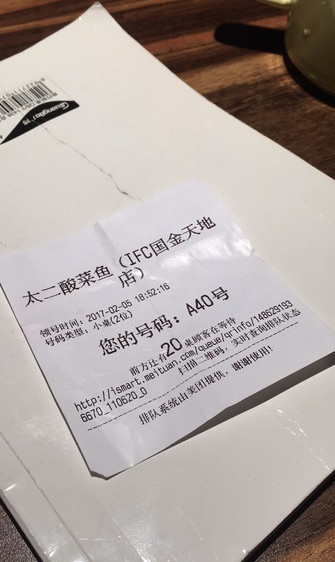 Guangbo 广博
太二酸菜鱼（IFC国金天地
店）
领号时间：2017-02-05 18:52:16
号码类型：小桌(2位)
您的号码：A40号
前方还有20桌顾客在等待
扫描二维码，实时查询排队状态
http://ismart.meituan.com/queue/qrinfo/148629193
6670_110620_0
排队系统由美团提供，谢谢使用！